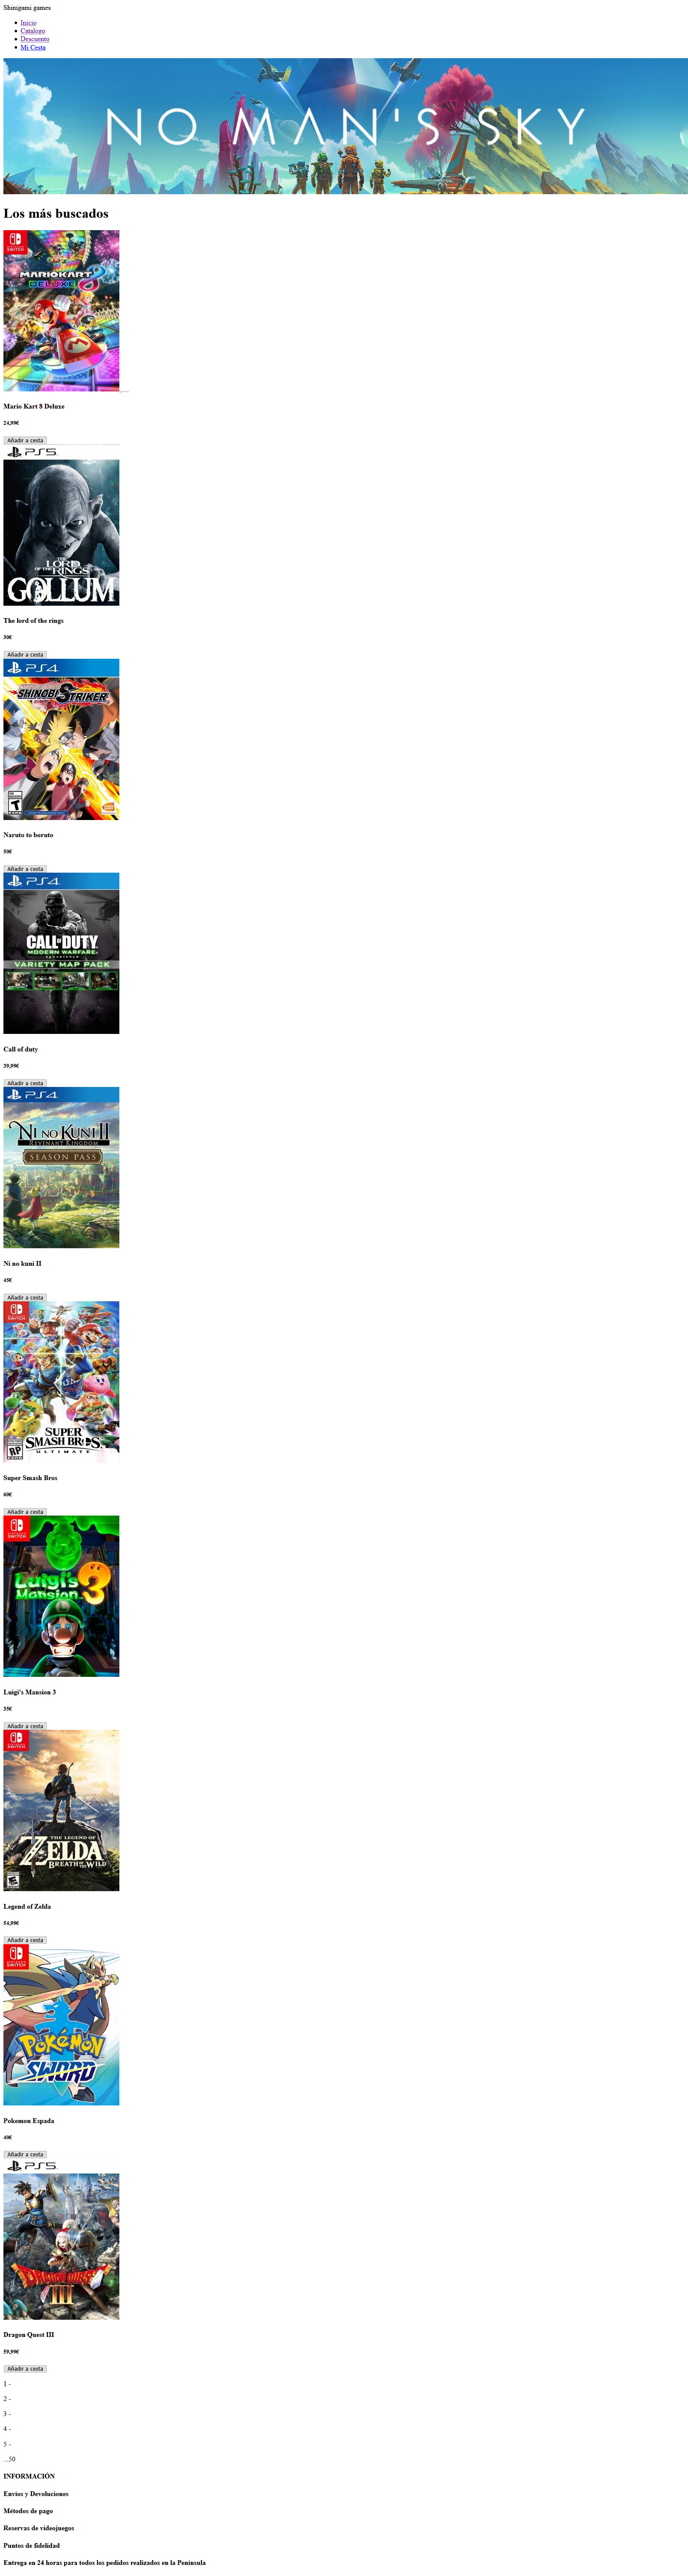 Shinigami games
Inicio
Catalogo
Descuento
Mi Cesta
NO MAN'S SKY
Los más buscados
NINTENDO
SWITCH
MARIOKART 8
DELUXE
Mario Kart 8 Deluxe
24,99€
Añadir a cesta
PS5
THE
LORD
OF THE RINGS
GOLLUM
The lord of the rings
30€
Añadir a cesta
PS4
SHINOBI STRIKER
T
Naruto to boruto
50€
Añadir a cesta
PS4
CALL OF DUTY
MODERN WARFARE
REMASTERED
VARIETY MAP PACK
Call of duty
39,99€
Añadir a cesta
PS4
NI NO KUNI II
REVENANT KINGDOM
SEASON PASS
Ni no kuni II
45€
Añadir a cesta
SWITCH
SUPER
SMASH BROS.
ULTIMATE
RP
Super Smash Bros
60€
Añadir a cesta
SWITCH
Luigi's
Mansion 3
Luigi's Mansion 3
35€
Añadir a cesta
SWITCH
THE LEGEND OF
ZELDA
BREATH OF THE WILD
Legend of Zelda
54,99€
Añadir a cesta
SWITCH
POKéMON
SWORD
Pokemon Espada
40€
Añadir a cesta
PS5
DRAGON QUEST
III
Dragon Quest III
59,99€
Añadir a cesta
1 -
2 -
3 -
4 -
5 -
...50
INFORMACIÓN
Envíos y Devoluciones
Métodos de pago
Reservas de videojuegos
Puntos de fidelidad
Entrega en 24 horas para todos los pedidos realizados en la Península